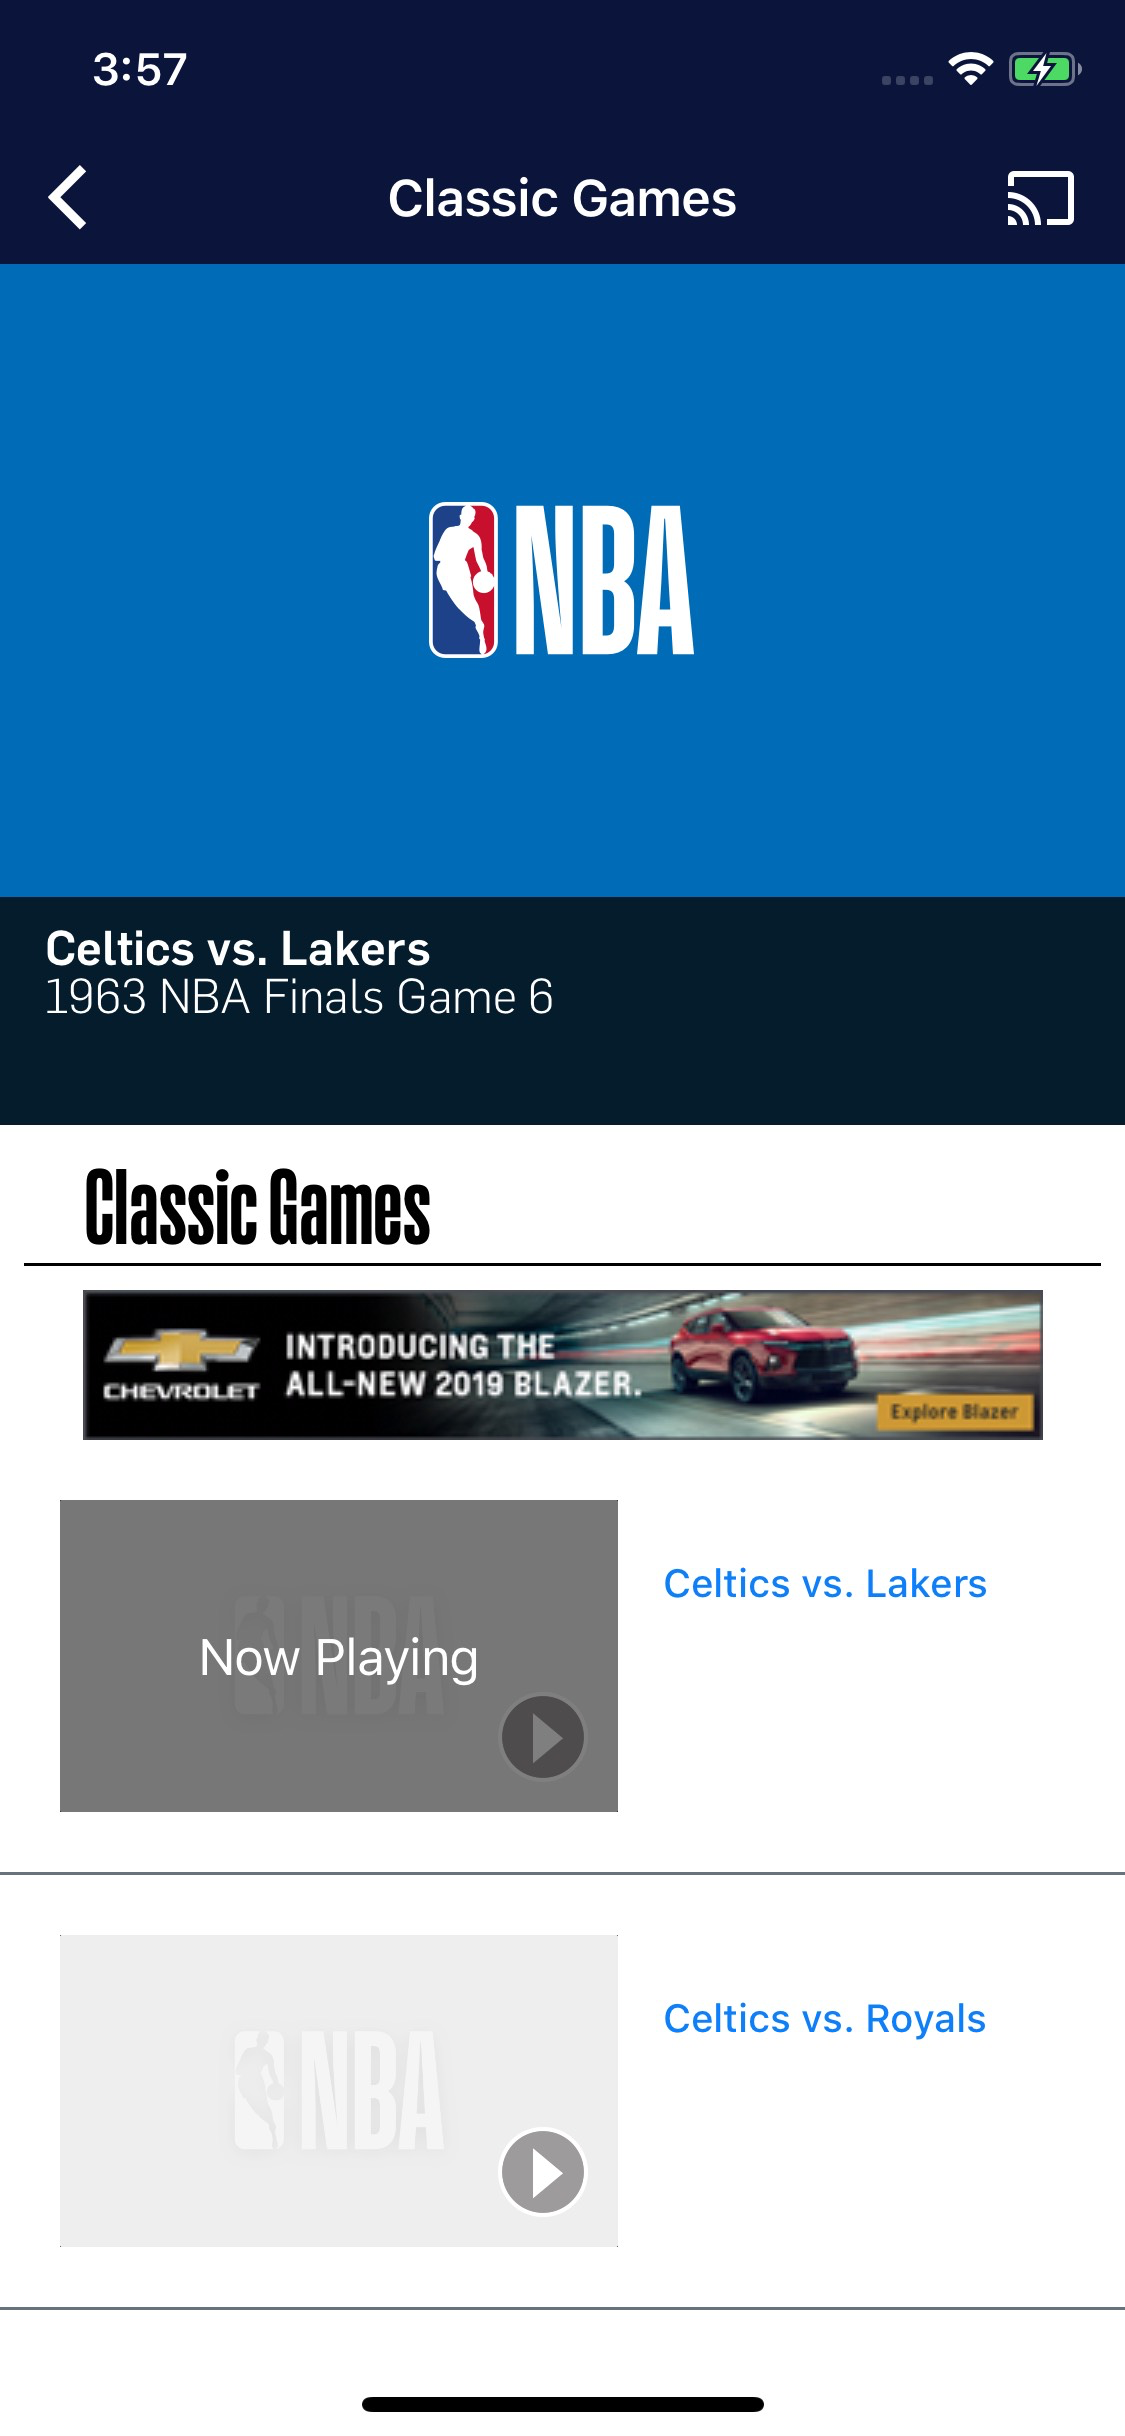 3:57
Classic Games
NBA
Celtics vs. Lakers
1963 NBA Finals Game 6
Classic Games
CHEVROLET
INTRODUCING THE
ALL-NEW 2019 BLAZER.
Explore Blazer
NBA
Now Playing
Celtics vs. Lakers
NBA
Celtics vs. Royals